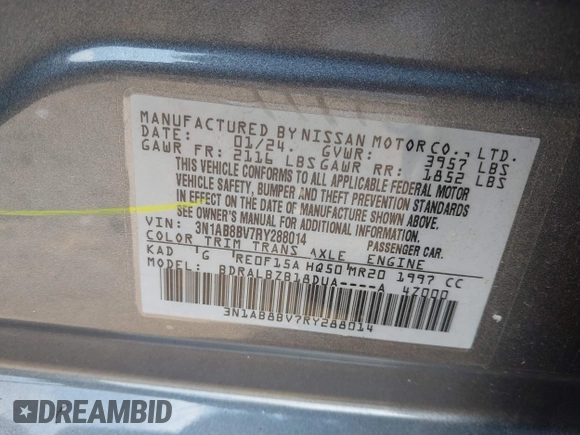 MANUFACTURED BY NISSAN MOTOR CO., LTD.
DATE: 01/24. GVWR: 3957 LBS
GAWR FR: 2116 LBS GAWR RR: 1852 LBS
THIS VEHICLE CONFORMS TO ALL APPLICABLE FEDERAL MOTOR
VEHICLE SAFETY, BUMPER AND THEFT PREVENTION STANDARDS
IN EFFECT ON THE DATE OF MANUFACTURE SHOWN ABOVE.
SEE OWNER'S MANUAL FOR ADDITIONAL INFORMATION.
VIN: 3N1AB8BV7RY288014 PASSENGER CAR.
COLOR TRIM TRANS AXLE ENGINE
KAD G RE0F15A HQ50 MR20 1997 CC
MODEL: BDRALBZB18DUA----A 47000
3N1AB8BV7RY288014
DREAMBID